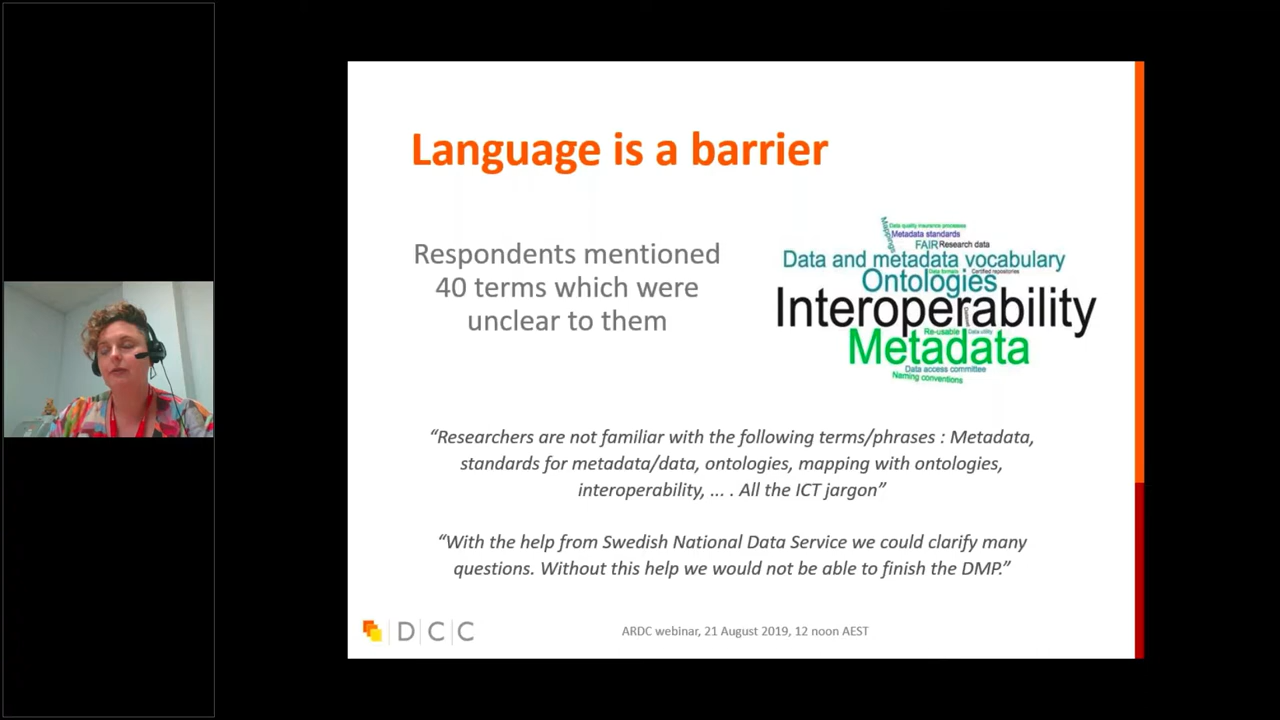 Language is a barrier
Respondents mentioned
40 terms which were
unclear to them
Data quality insurance processes
Metadata standards
FAIR Research data
Data and metadata vocabulary
Data formats Certified repositories
Ontologies
Interoperability
Re-usable Data utility
Metadata
Data access committee
Naming conventions
“Researchers are not familiar with the following terms/phrases : Metadata,
standards for metadata/data, ontologies, mapping with ontologies,
interoperability, ... . All the ICT jargon”
“With the help from Swedish National Data Service we could clarify many
questions. Without this help we would not be able to finish the DMP.”
D C C
ARDC webinar, 21 August 2019, 12 noon AEST